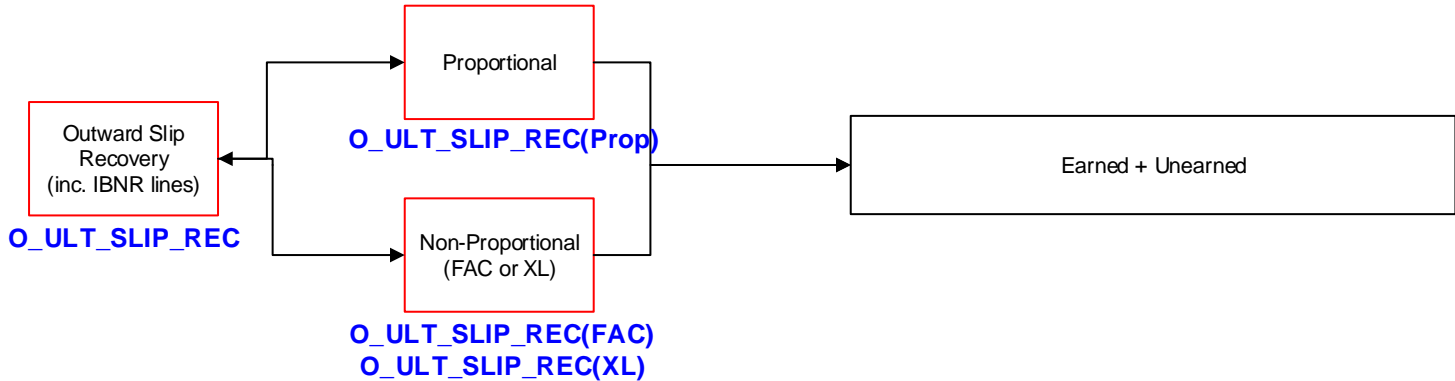 Outward Slip
Recovery
(inc. IBNR lines)
O_ULT_SLIP_REC
Proportional
O_ULT_SLIP_REC(Prop)
Non-Proportional
(FAC or XL)
O_ULT_SLIP_REC(FAC)
O_ULT_SLIP_REC(XL)
Earned + Unearned